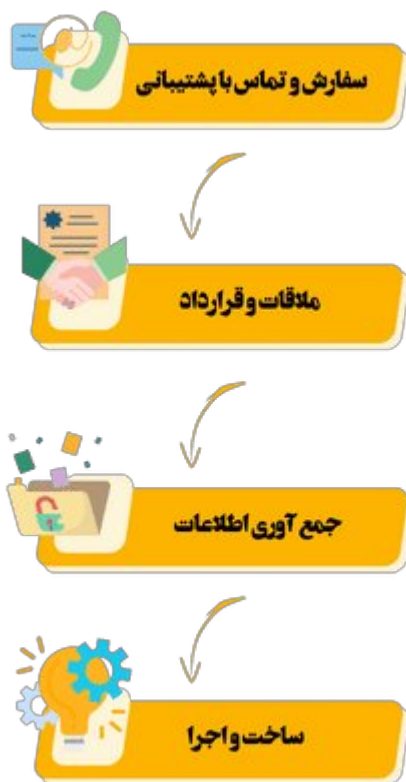 سفارش و تماس با پشتیبانی
ملاقات و قرارداد
جمع آوری اطلاعات
ساخت و اجرا